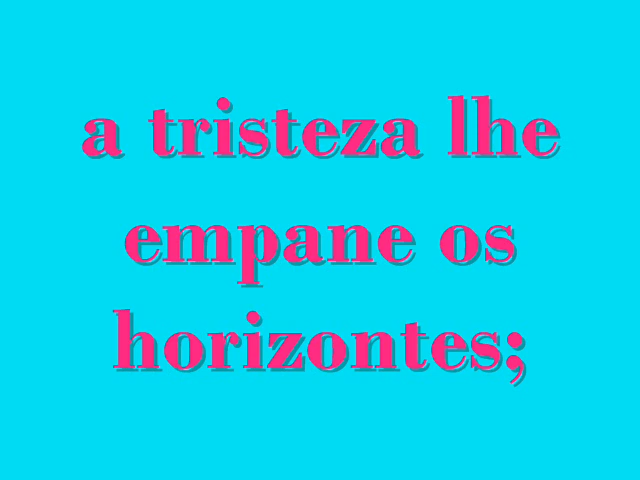 a tristeza lhe
empane os
horizontes;